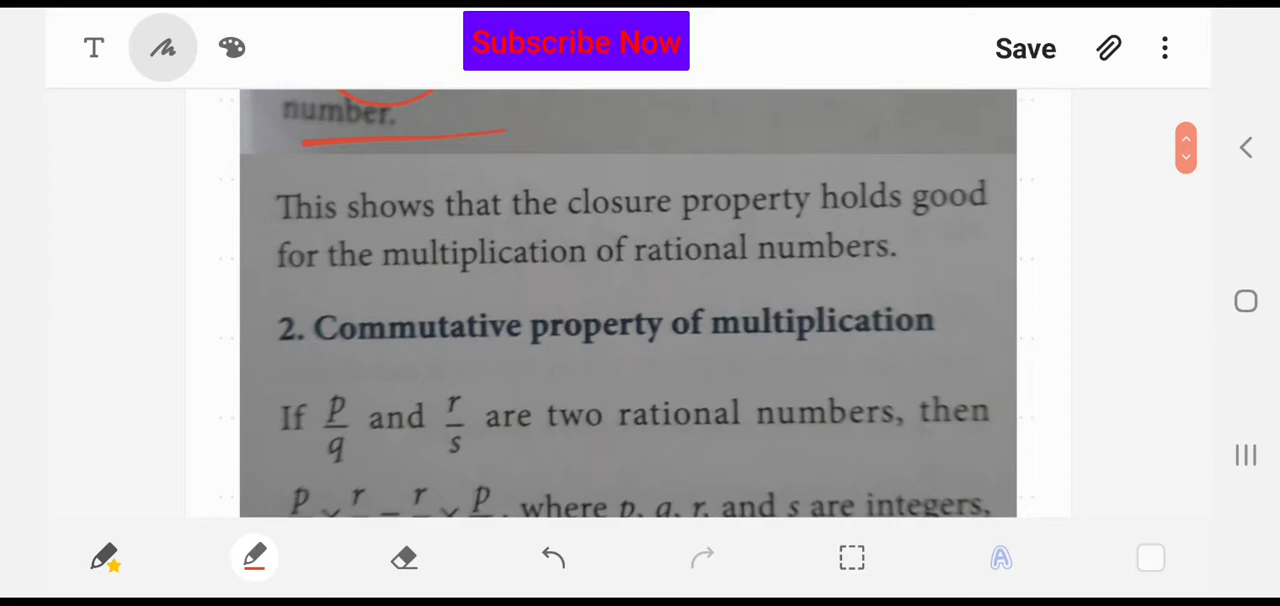 Subscribe Now
T
Save
number.
This shows that the closure property holds good
for the multiplication of rational numbers.
2. Commutative property of multiplication
If p/q and r/s are two rational numbers, then
p × r = r × p, where p, q, r, and s are integers,
A